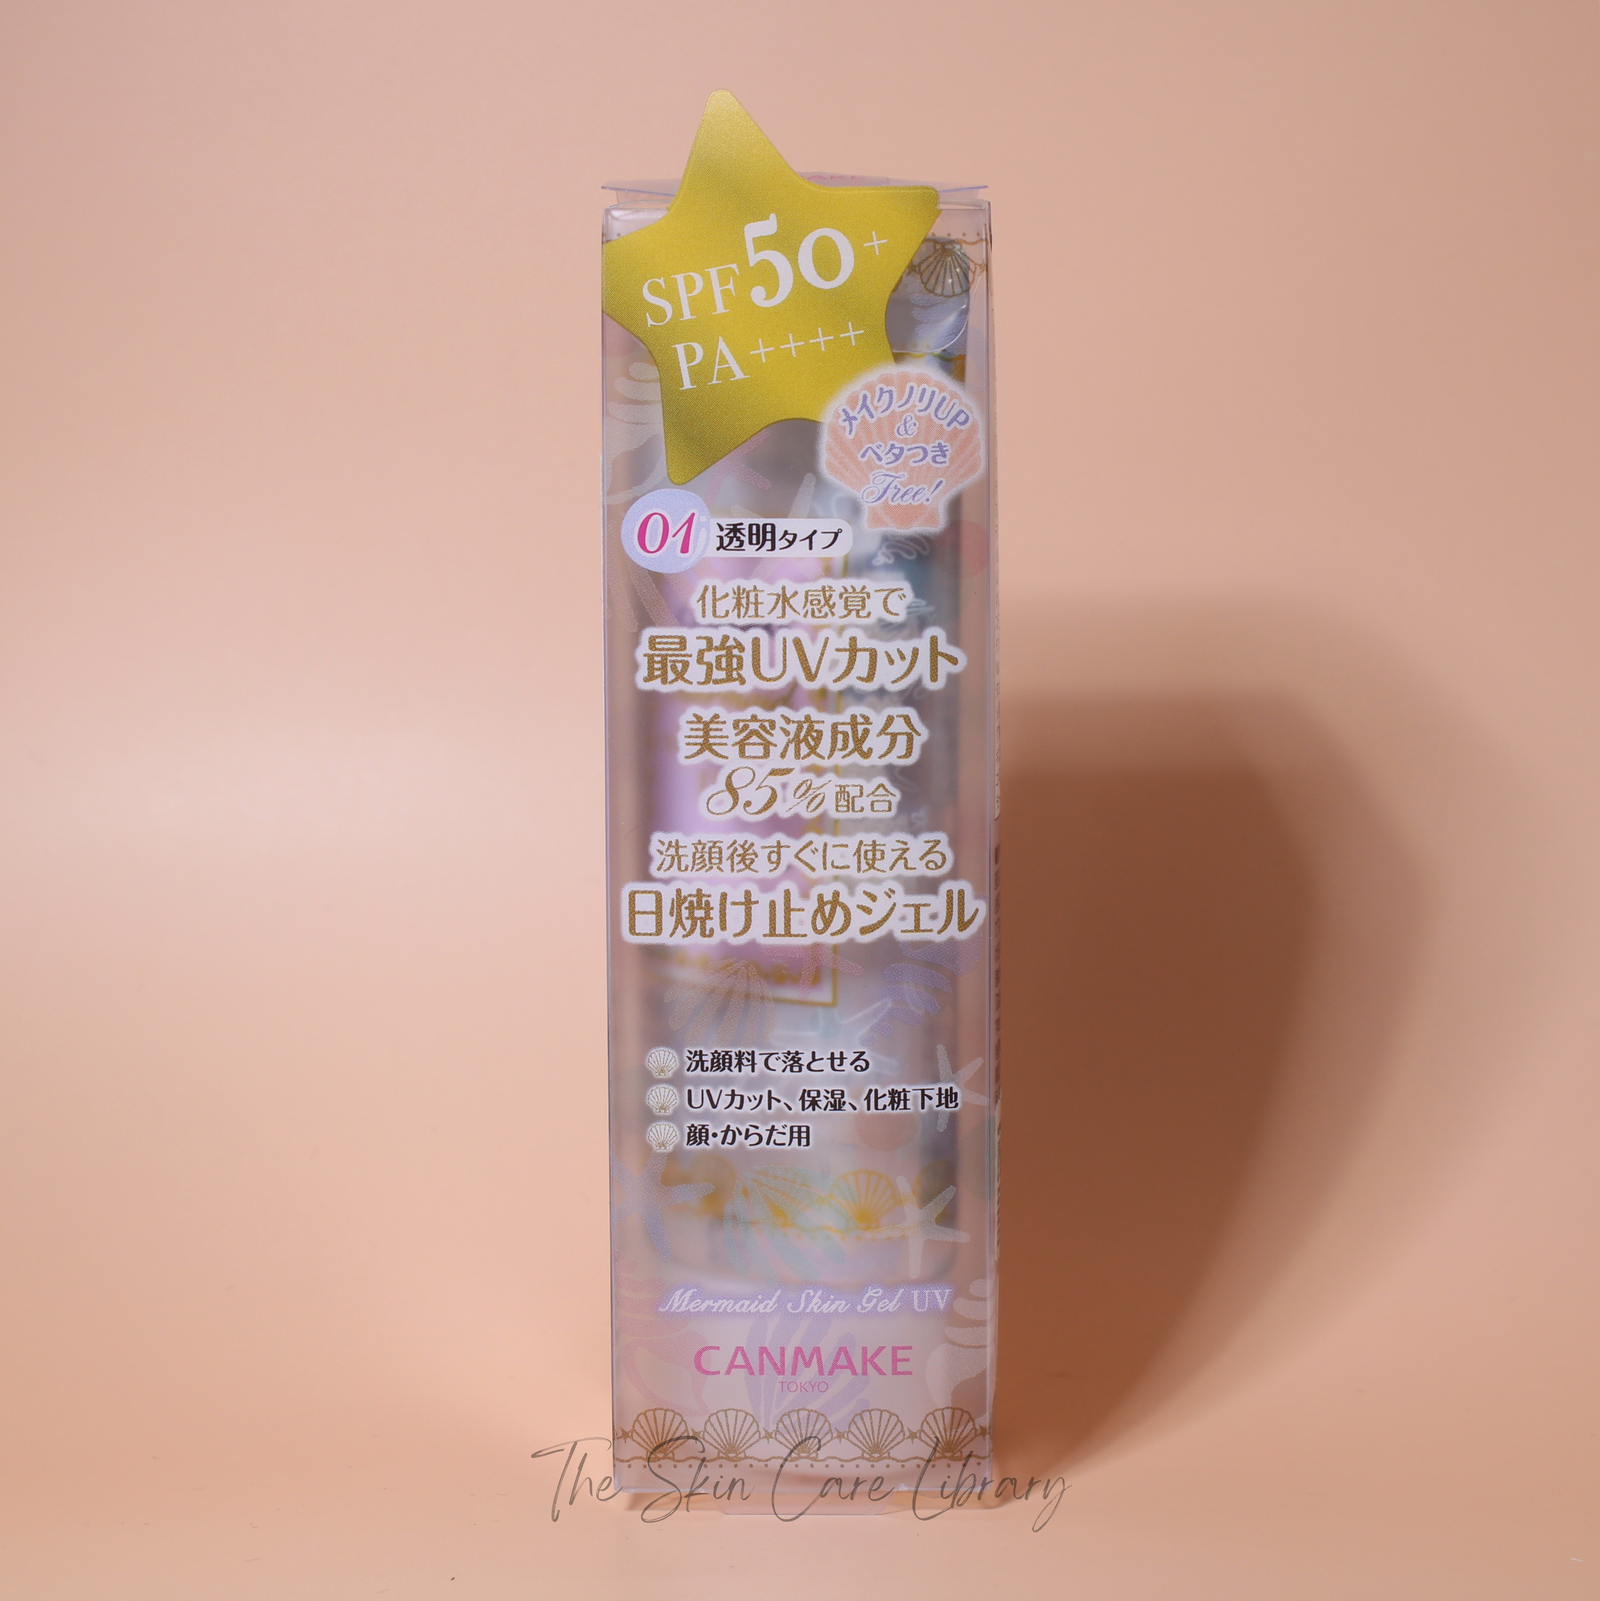 SPF50+
PA++++
メイクノリUP
&
ベタつき
Free!
01 透明タイプ
化粧水感覚で
最強UVカット
美容液成分
85%配合
洗顔後すぐに使える
日焼け止めジェル
洗顔料で落とせる
UVカット、保湿、化粧下地
顔・からだ用
Mermaid Skin Gel UV
CANMAKE
TOKYO
The Skin Care Library